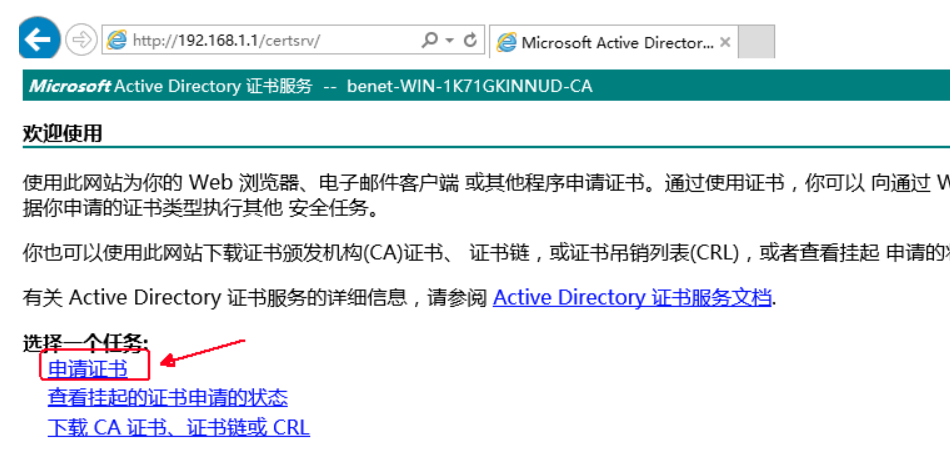 http://192.168.1.1/certsrv/
Microsoft Active Director...
Microsoft Active Directory 证书服务 -- benet-WIN-1K71GKINNUD-CA
欢迎使用
使用此网站为你的 Web 浏览器、电子邮件客户端 或其他程序申请证书。通过使用证书，你可以 向通过 W
据你申请的证书类型执行其他 安全任务。
你也可以使用此网站下载证书颁发机构(CA)证书、 证书链，或证书吊销列表(CRL)，或者查看挂起 申请的
有关 Active Directory 证书服务的详细信息，请参阅 Active Directory 证书服务文档.
选择一个任务:
申请证书
查看挂起的证书申请的状态
下载 CA 证书、证书链或 CRL